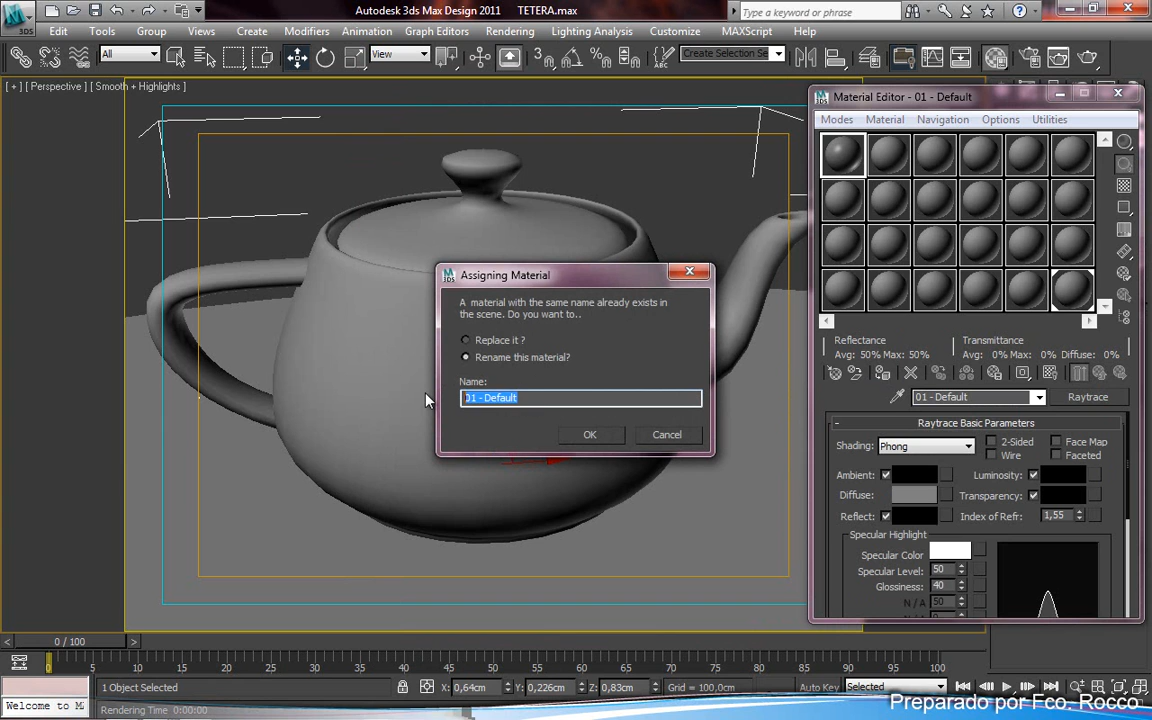 Autodesk 3ds Max Design 2011 TETERA.max
Type a keyword or phrase
3DS
Edit Tools Group Views Create Modifiers Animation Graph Editors Rendering Lighting Analysis Customize MAXScript Help
All View Create Selection Se
[ + ] [ Perspective ] [ Smooth + Highlights ]
Material Editor - 01 - Default
Modes Material Navigation Options Utilities
Assigning Material
A material with the same name already exists in
the scene. Do you want to..
Replace it ?
Rename this material?
Name:
01 - Default
OK Cancel
Reflectance Transmittance
Avg: 50% Max: 50% Avg: 0% Max: 0% Diffuse: 0%
01 - Default Raytrace
- Raytrace Basic Parameters
Shading: Phong 2-Sided Face Map
Wire Faceted
Ambient: Luminosity:
Diffuse: Transparency:
Reflect: Index of Refr: 1,55
Specular Highlight
Specular Color
Specular Level: 50
Glossiness: 40
N / A 50
< 0 / 100 >
0 5 10 15 20 25 30 35 40 45 50 55 60 65 70 75 80 85 90 95 100
1 Object Selected X: 0,64cm Y: 0,226cm Z: 0,83cm Grid = 100,0cm Auto Key Selected
Welcome to MA Rendering Time 0:00:00
Preparado por Fco. Rocco